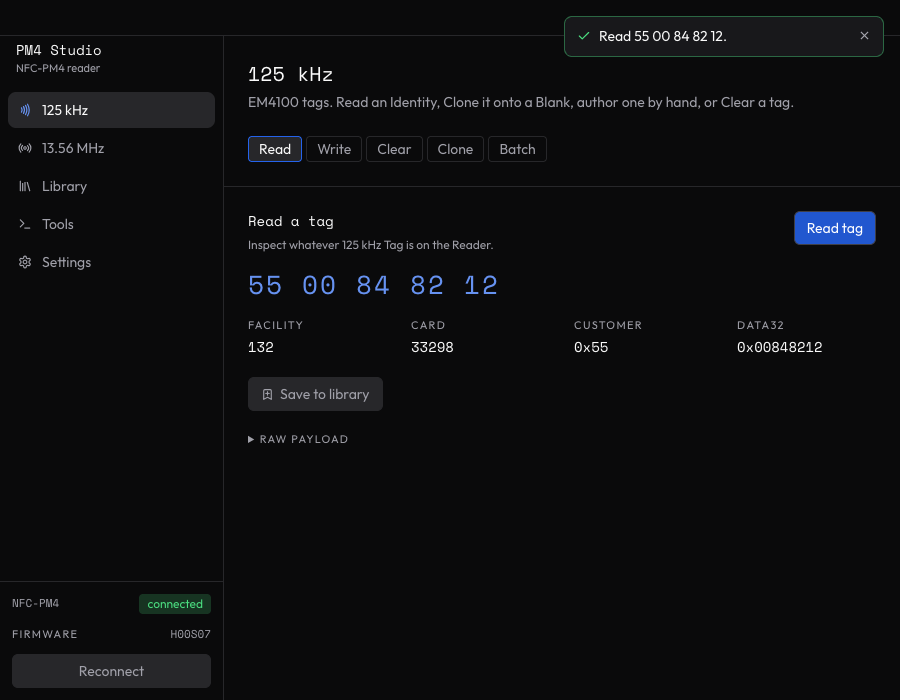 PM4 Studio
NFC-PM4 reader
125 kHz
13.56 MHz
Library
Tools
Settings
NFC-PM4 connected
FIRMWARE H00S07
Reconnect
Read 55 00 84 82 12.
125 kHz
EM4100 tags. Read an Identity, Clone it onto a Blank, author one by hand, or Clear a tag.
Read Write Clear Clone Batch
Read a tag
Inspect whatever 125 kHz Tag is on the Reader.
Read tag
55 00 84 82 12
FACILITY CARD CUSTOMER DATA32
132 33298 0x55 0x00848212
Save to library
RAW PAYLOAD